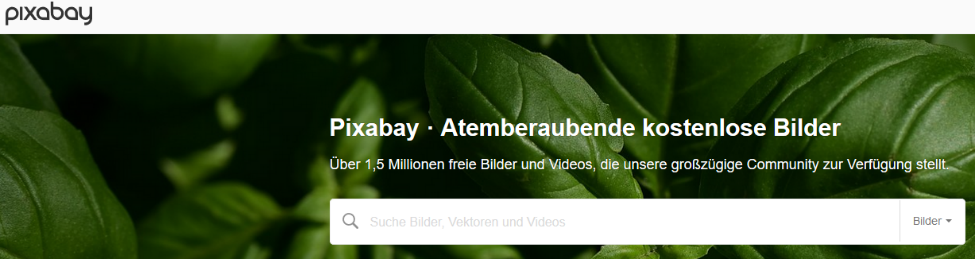 pixabay
Pixabay · Atemberaubende kostenlose Bilder
Über 1,5 Millionen freie Bilder und Videos, die unsere großzügige Community zur Verfügung stellt.
Suche Bilder, Vektoren und Videos Bilder